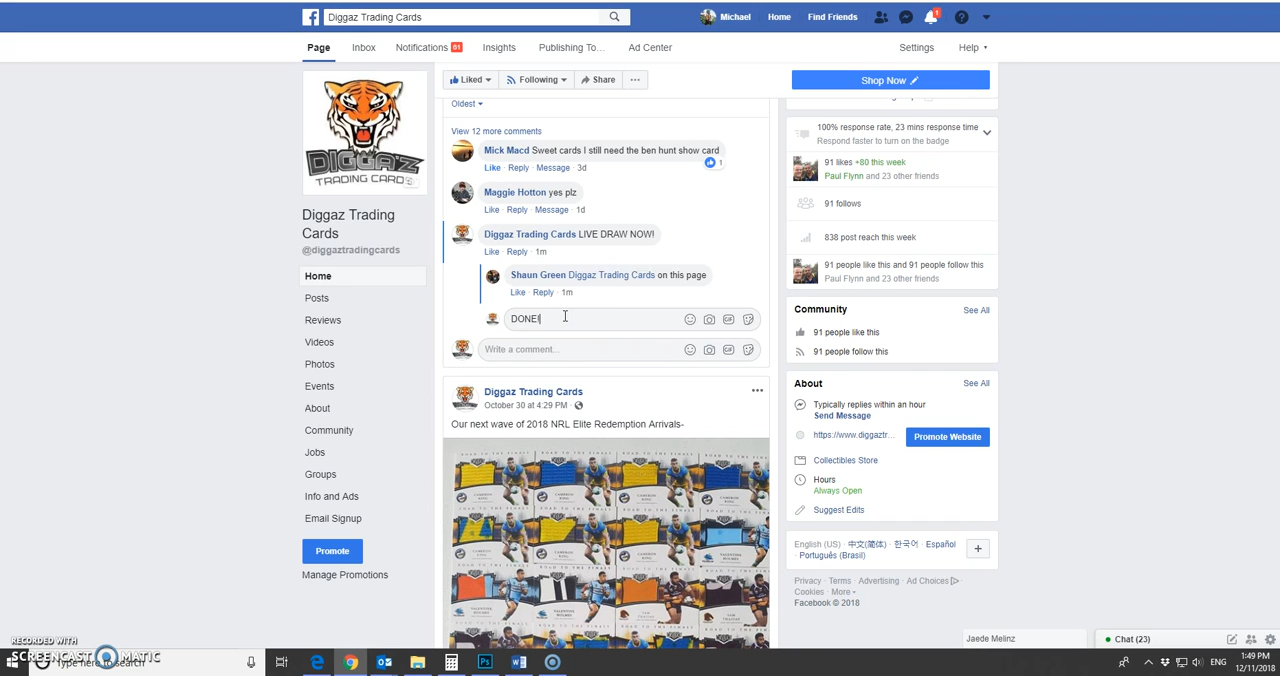 Diggaz Trading Cards
Michael Home Find Friends 1
Page Inbox Notifications 61 Insights Publishing To... Ad Center Settings Help
Liked Following Share ... Shop Now
DIGGA'Z
TRADING CARDS
Diggaz Trading
Cards
@diggaztradingcards
Home
Posts
Reviews
Videos
Photos
Events
About
Community
Jobs
Groups
Info and Ads
Email Signup
Promote
Manage Promotions
Oldest
View 12 more comments
Mick Macd Sweet cards I still need the ben hunt show card
1
Like · Reply · Message · 3d
Maggie Hotton yes plz
Like · Reply · Message · 1d
Diggaz Trading Cards LIVE DRAW NOW!
Like · Reply · 1m
Shaun Green Diggaz Trading Cards on this page
Like · Reply · 1m
DONE!
GIF
Write a comment...
GIF
Diggaz Trading Cards
October 30 at 4:29 PM ·
Our next wave of 2018 NRL Elite Redemption Arrivals-
100% response rate, 23 mins response time
Respond faster to turn on the badge
91 likes +80 this week
Paul Flynn and 23 other friends
91 follows
838 post reach this week
91 people like this and 91 people follow this
Paul Flynn and 23 other friends
Community See All
91 people like this
91 people follow this
About See All
Typically replies within an hour
Send Message
https://www.diggaztr... Promote Website
Collectibles Store
Hours
Always Open
Suggest Edits
English (US) · 中文(简体) · 한국어 · Español ·
Português (Brasil)
Privacy · Terms · Advertising · Ad Choices ·
Cookies · More
Facebook © 2018
Jaede Melinz
Chat (23)
RECORDED WITH
SCREENCAST MATIC
Type here to search
ENG
1:49 PM
12/11/2018